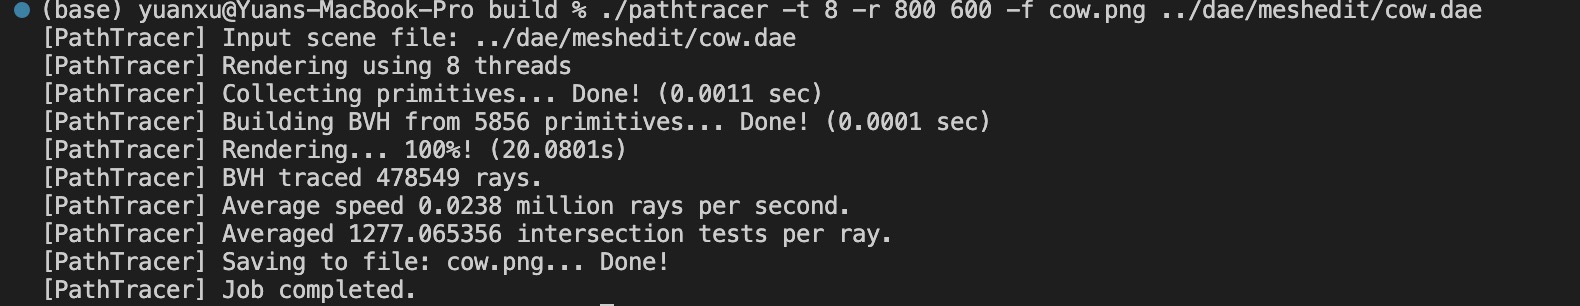 (base) yuanxu@Yuans-MacBook-Pro build % ./pathtracer -t 8 -r 800 600 -f cow.png ../dae/meshedit/cow.dae
[PathTracer] Input scene file: ../dae/meshedit/cow.dae
[PathTracer] Rendering using 8 threads
[PathTracer] Collecting primitives... Done! (0.0011 sec)
[PathTracer] Building BVH from 5856 primitives... Done! (0.0001 sec)
[PathTracer] Rendering... 100%! (20.0801s)
[PathTracer] BVH traced 478549 rays.
[PathTracer] Average speed 0.0238 million rays per second.
[PathTracer] Averaged 1277.065356 intersection tests per ray.
[PathTracer] Saving to file: cow.png... Done!
[PathTracer] Job completed.